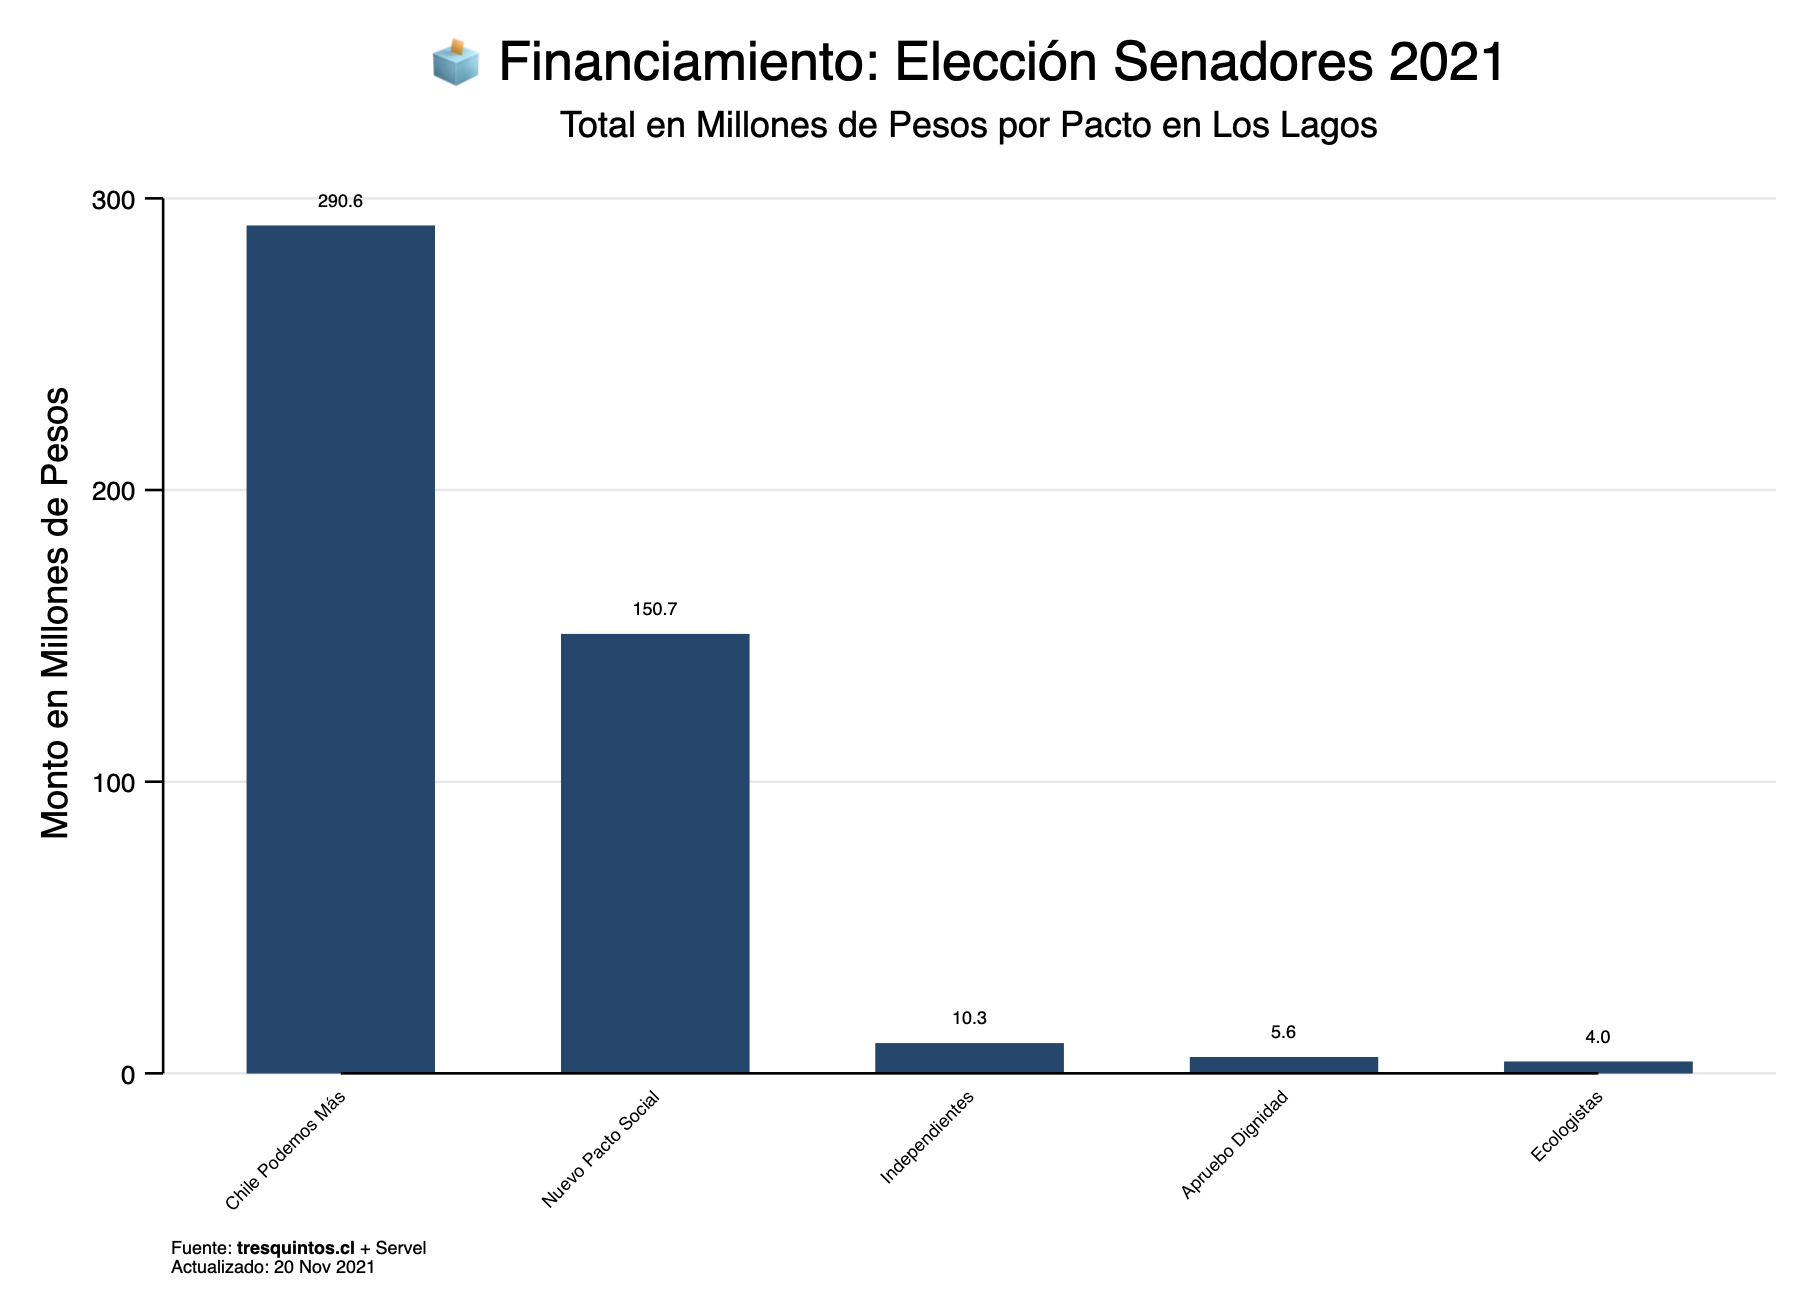 Financiamiento: Elección Senadores 2021
Total en Millones de Pesos por Pacto en Los Lagos
Monto en Millones de Pesos
300
200
100
0
290.6
150.7
10.3
5.6
4.0
Chile Podemos Más
Nuevo Pacto Social
Independientes
Apruebo Dignidad
Ecologistas
Fuente: tresquintos.cl + Servel
Actualizado: 20 Nov 2021